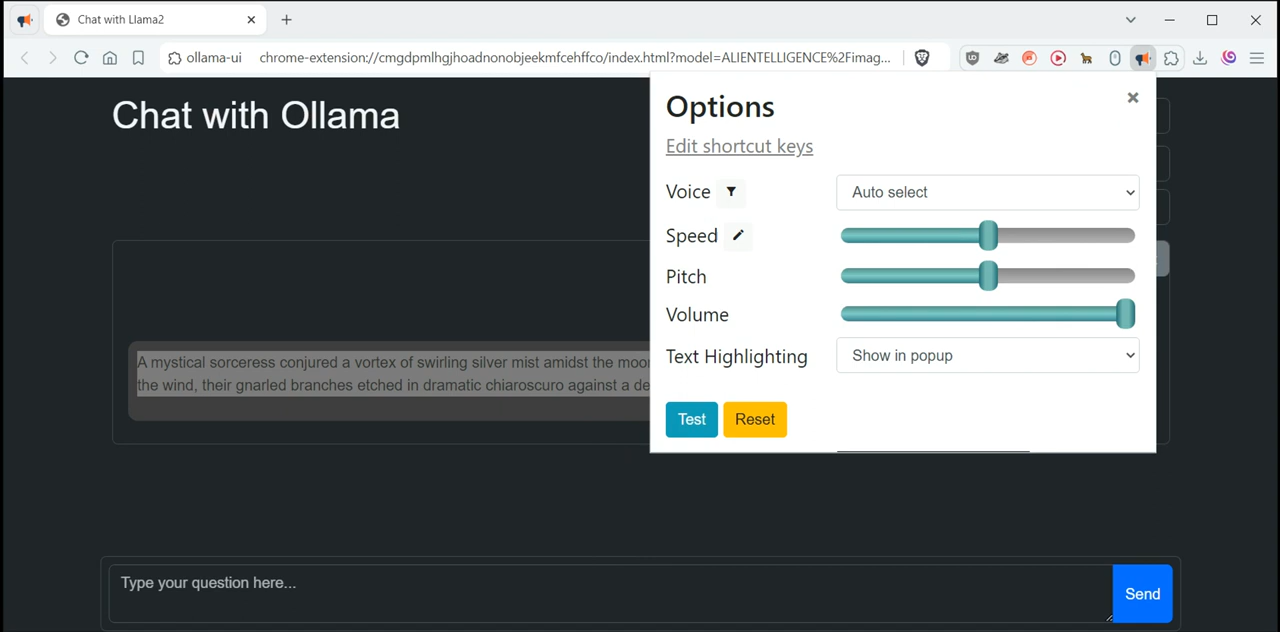 Chat with Llama2
ollama-ui chrome-extension://cmgdpmlhgjhoadnonobjeekmfcehffco/index.html?model=ALIENTELLIGENCE%2Fimag...
Chat with Ollama
Options
Edit shortcut keys
Voice Auto select
Speed
Pitch
Volume
Text Highlighting Show in popup
Test Reset
A mystical sorceress conjured a vortex of swirling silver mist amidst the
the wind, their gnarled branches etched in dramatic chiaroscuro against a
Type your question here...
Send